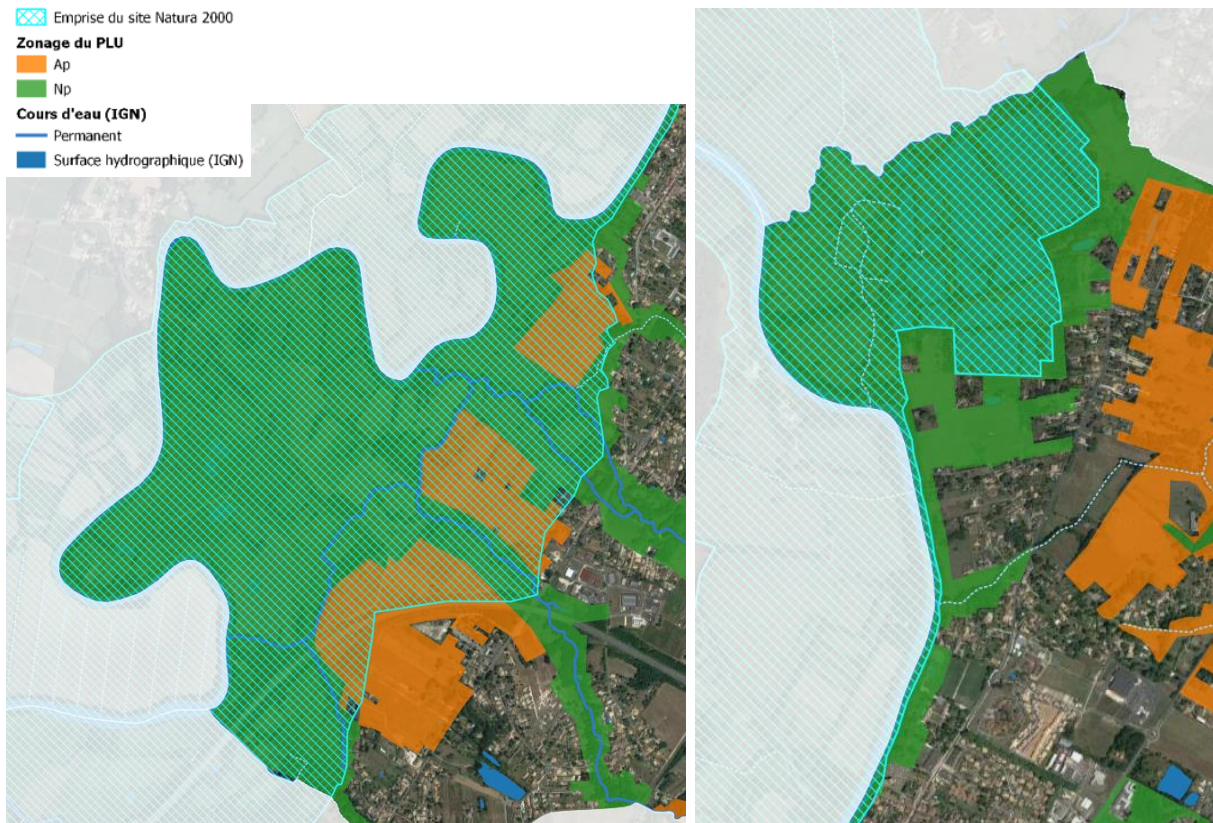 Emprise du site Natura 2000
Zonage du PLU
Ap
Np
Cours d'eau (IGN)
Permanent
Surface hydrographique (IGN)